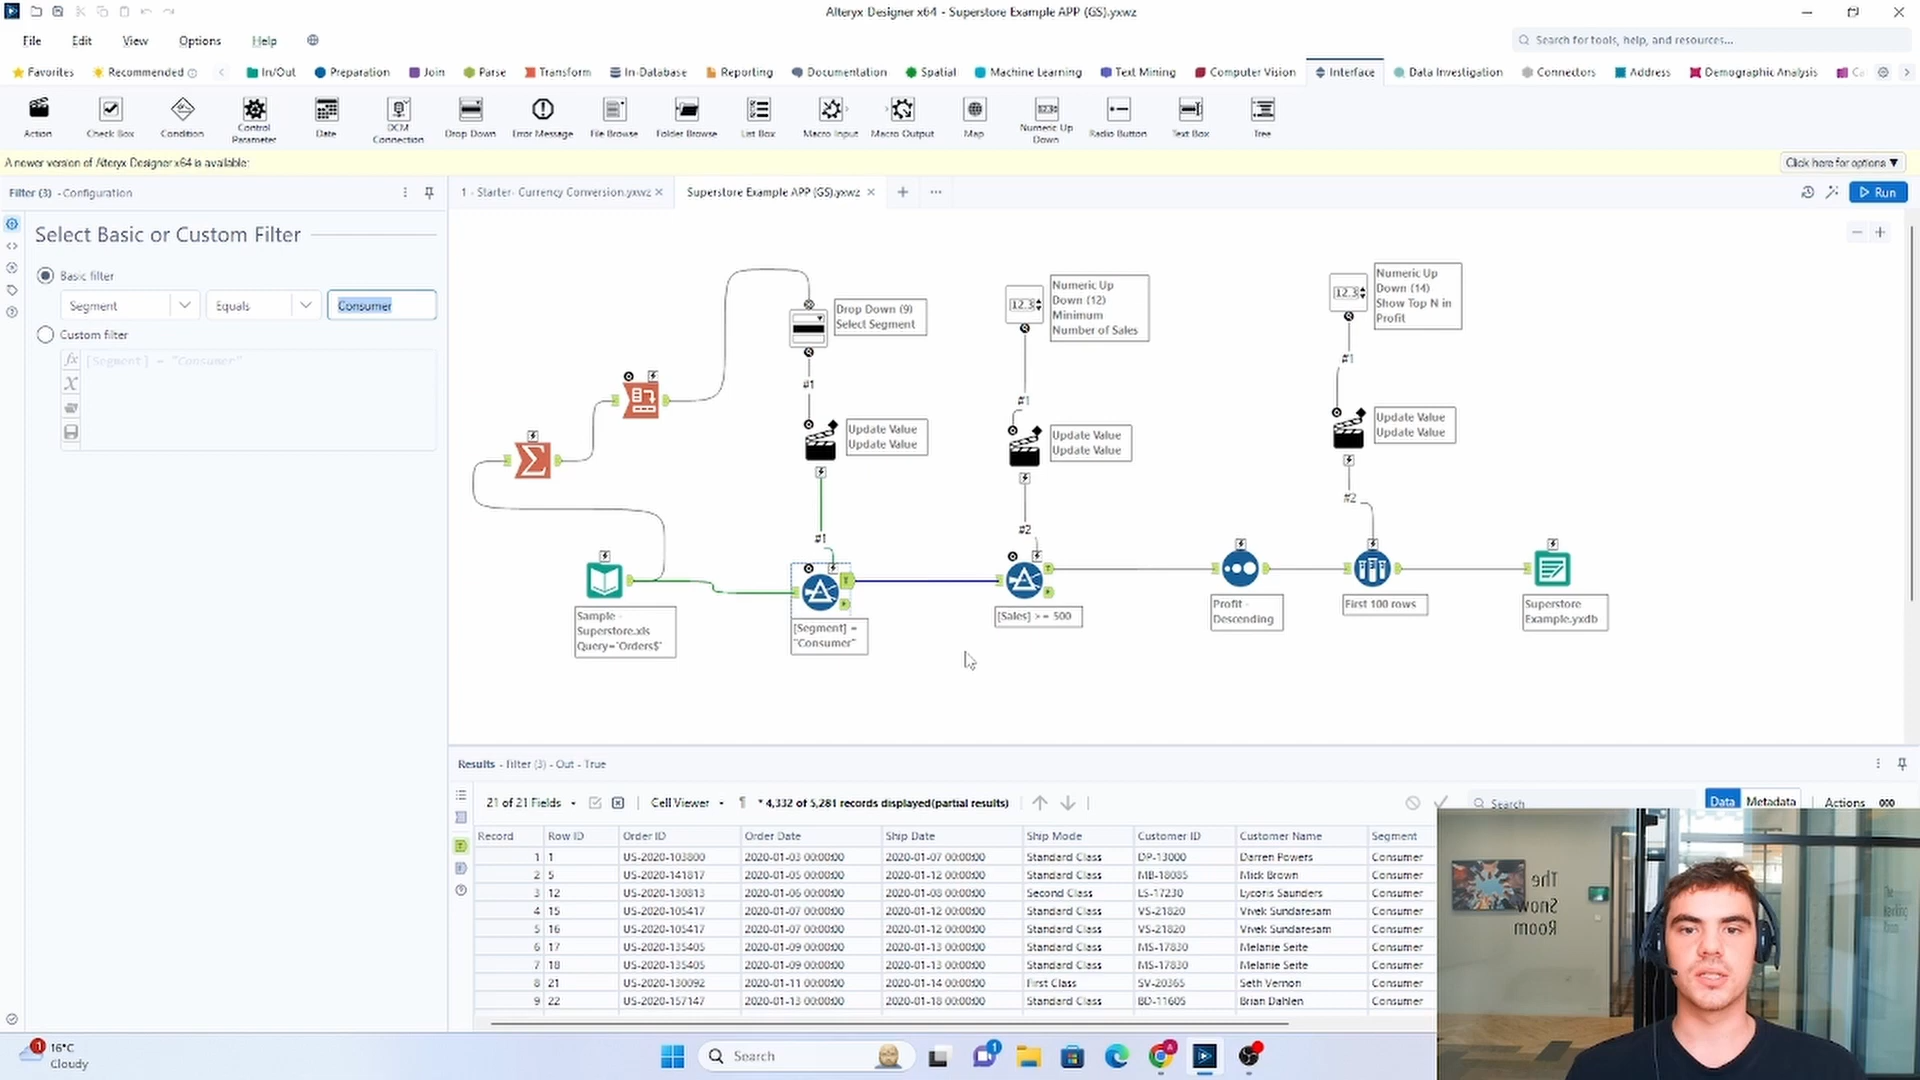 Alteryx Designer x64 - Superstore Example APP (GS).yxwz
File Edit View Options Help
Search for tools, help, and resources...
Favorites Recommended In/Out Preparation Join Parse Transform In-Database Reporting Documentation Spatial Machine Learning Text Mining Computer Vision Interface Data Investigation Connectors Address Demographic Analysis Ca
Action Check Box Condition Control Parameter Date DCM Connection Drop Down Error Message File Browse Folder Browse List Box Macro Input Macro Output Map Numeric Up Down Radio Button Text Box Tree
A newer version of Alteryx Designer x64 is available:
Click here for options ▼
Filter (3) - Configuration
1 - Starter- Currency Conversion.yxwz
Superstore Example APP (GS).yxwz
Run
Select Basic or Custom Filter
Basic filter
Segment Equals Consumer
Custom filter
[Segment] = "Consumer"
Drop Down (9)
Select Segment
12.3
Numeric Up
Down (12)
Minimum
Number of Sales
12.3
Numeric Up
Down (14)
Show Top N in
Profit
#1
#1
#1
Update Value
Update Value
Update Value
Update Value
Update Value
Update Value
#1
#2
#2
Sample -
Superstore.xls
Query='Orders$'
[Segment] =
"Consumer"
[Sales] >= 500
Profit -
Descending
First 100 rows
Superstore
Example.yxdb
Results - Filter (3) - Out - True
21 of 21 Fields Cell Viewer * 4,332 of 5,281 records displayed(partial results) Search Data Metadata Actions 000
Record Row ID Order ID Order Date Ship Date Ship Mode Customer ID Customer Name Segment
1 1 US-2020-103800 2020-01-03 00:00:00 2020-01-07 00:00:00 Standard Class DP-13000 Darren Powers Consumer
2 5 US-2020-141817 2020-01-05 00:00:00 2020-01-12 00:00:00 Standard Class MB-18085 Mick Brown Consumer
3 12 US-2020-130813 2020-01-06 00:00:00 2020-01-08 00:00:00 Second Class LS-17230 Lycoris Saunders Consumer
4 15 US-2020-105417 2020-01-07 00:00:00 2020-01-12 00:00:00 Standard Class VS-21820 Vivek Sundaresam Consumer
5 16 US-2020-105417 2020-01-07 00:00:00 2020-01-12 00:00:00 Standard Class VS-21820 Vivek Sundaresam Consumer
6 17 US-2020-135405 2020-01-09 00:00:00 2020-01-13 00:00:00 Standard Class MS-17830 Melanie Seite Consumer
7 18 US-2020-135405 2020-01-09 00:00:00 2020-01-13 00:00:00 Standard Class MS-17830 Melanie Seite Consumer
8 21 US-2020-130092 2020-01-11 00:00:00 2020-01-14 00:00:00 First Class SV-20365 Seth Vernon Consumer
9 22 US-2020-157147 2020-01-13 00:00:00 2020-01-18 00:00:00 Standard Class BD-11605 Brian Dahlen Consumer
The
Snow
Room
1
16°C
Cloudy
Search
1